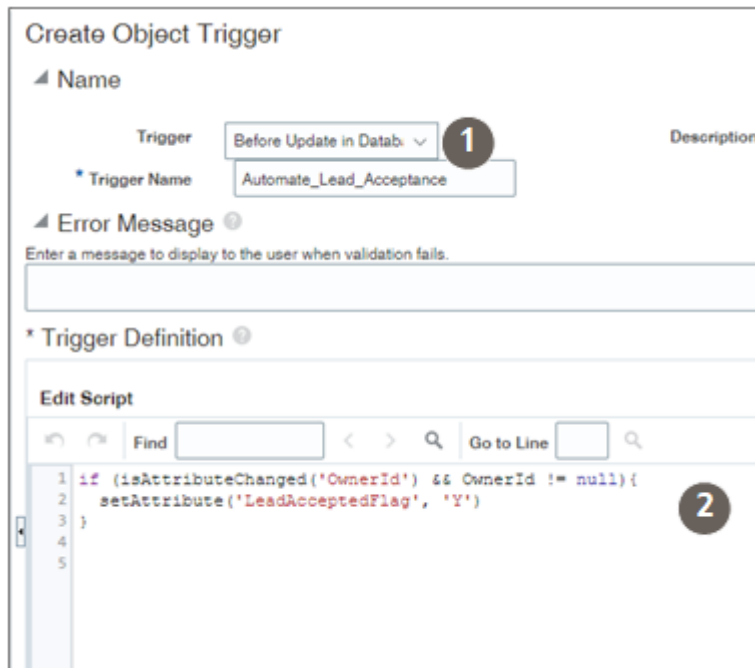 Create Object Trigger
Name
Trigger Before Update in Datab 1 Description
* Trigger Name Automate_Lead_Acceptance
Error Message ?
Enter a message to display to the user when validation fails.
* Trigger Definition ?
Edit Script
Find Go to Line
1 if (isAttributeChanged('OwnerId') && OwnerId != null){
2 setAttribute('LeadAcceptedFlag', 'Y') 2
3 }
4
5